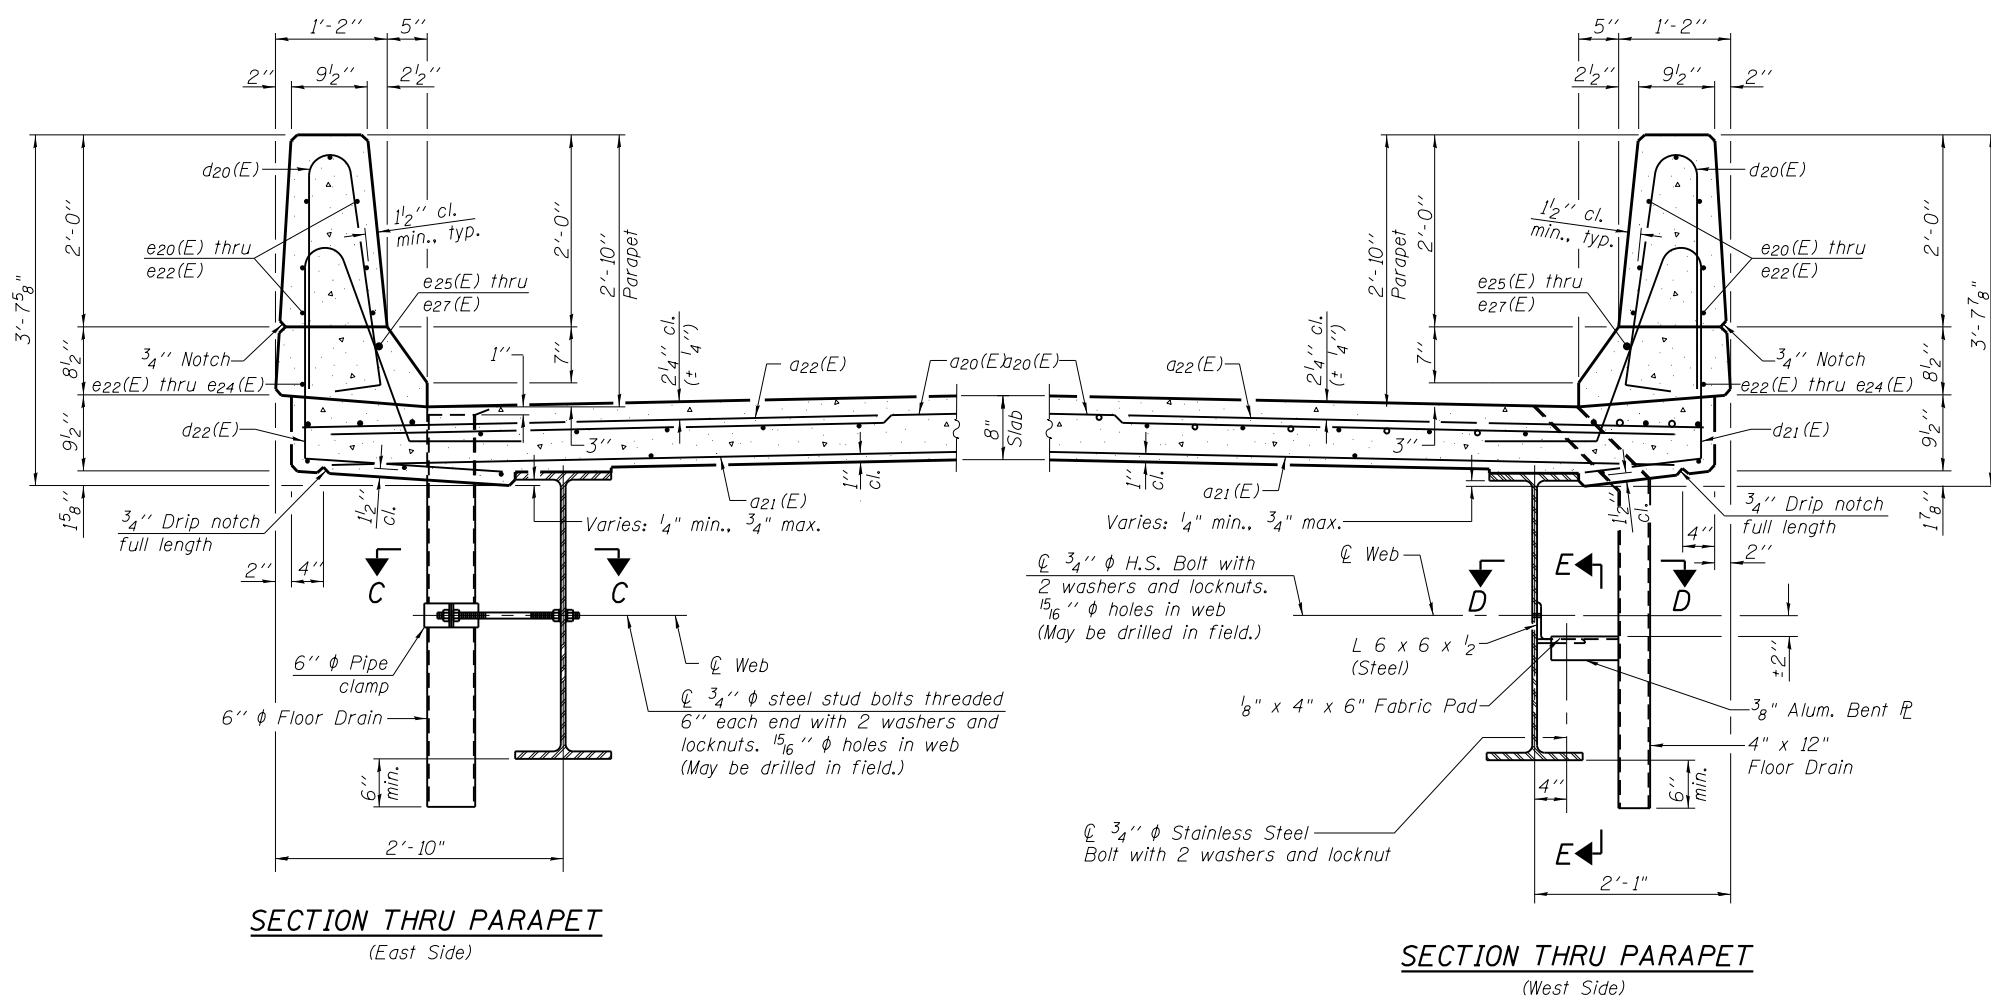 1'-2"
5"
2"
9½"
2½"
d20(E)
1½" cl.
min., typ.
e20(E) thru
e22(E)
e25(E) thru
e27(E)
2'-0"
3'-7⅝"
8½"
9½"
1⅝"
¾" Notch
e22(E) thru e24(E)
d22(E)
2'-0"
7"
2'-10"
Parapet
1"
3"
2¼" cl.
(± ¼")
a22(E)
a20(E)
a21(E)
1"
cl.
1½"
cl.
¾" Drip notch
full length
2"
4"
Varies: ¼" min., ¾" max.
C
C
6" ϕ Pipe
clamp
6" ϕ Floor Drain
6"
min.
℄ Web
℄ ¾" ϕ steel stud bolts threaded
6" each end with 2 washers and
locknuts. 15/16" ϕ holes in web
(May be drilled in field.)
2'-10"
SECTION THRU PARAPET
(East Side)
8"
Slab
5"
1'-2"
2½"
9½"
2"
d20(E)
1½" cl.
min., typ.
e20(E) thru
e22(E)
e25(E) thru
e27(E)
2'-10"
Parapet
2'-0"
7"
3"
2'-0"
8½"
9½"
1⅞"
3'-7⅞"
¾" Notch
e22(E) thru e24(E)
d21(E)
a20(E)
a22(E)
2¼" cl.
(± ¼")
a21(E)
1"
cl.
1½"
cl.
¾" Drip notch
full length
4"
2"
Varies: ¼" min., ¾" max.
℄ Web
℄ ¾" ϕ H.S. Bolt with
2 washers and locknuts.
15/16" ϕ holes in web
(May be drilled in field.)
D
E
D
L 6 x 6 x ½
(Steel)
±2"
⅛" x 4" x 6" Fabric Pad
⅜" Alum. Bent ℄
4" x 12"
Floor Drain
4"
6"
min.
℄ ¾" ϕ Stainless Steel
Bolt with 2 washers and locknut
E
2'-1"
SECTION THRU PARAPET
(West Side)